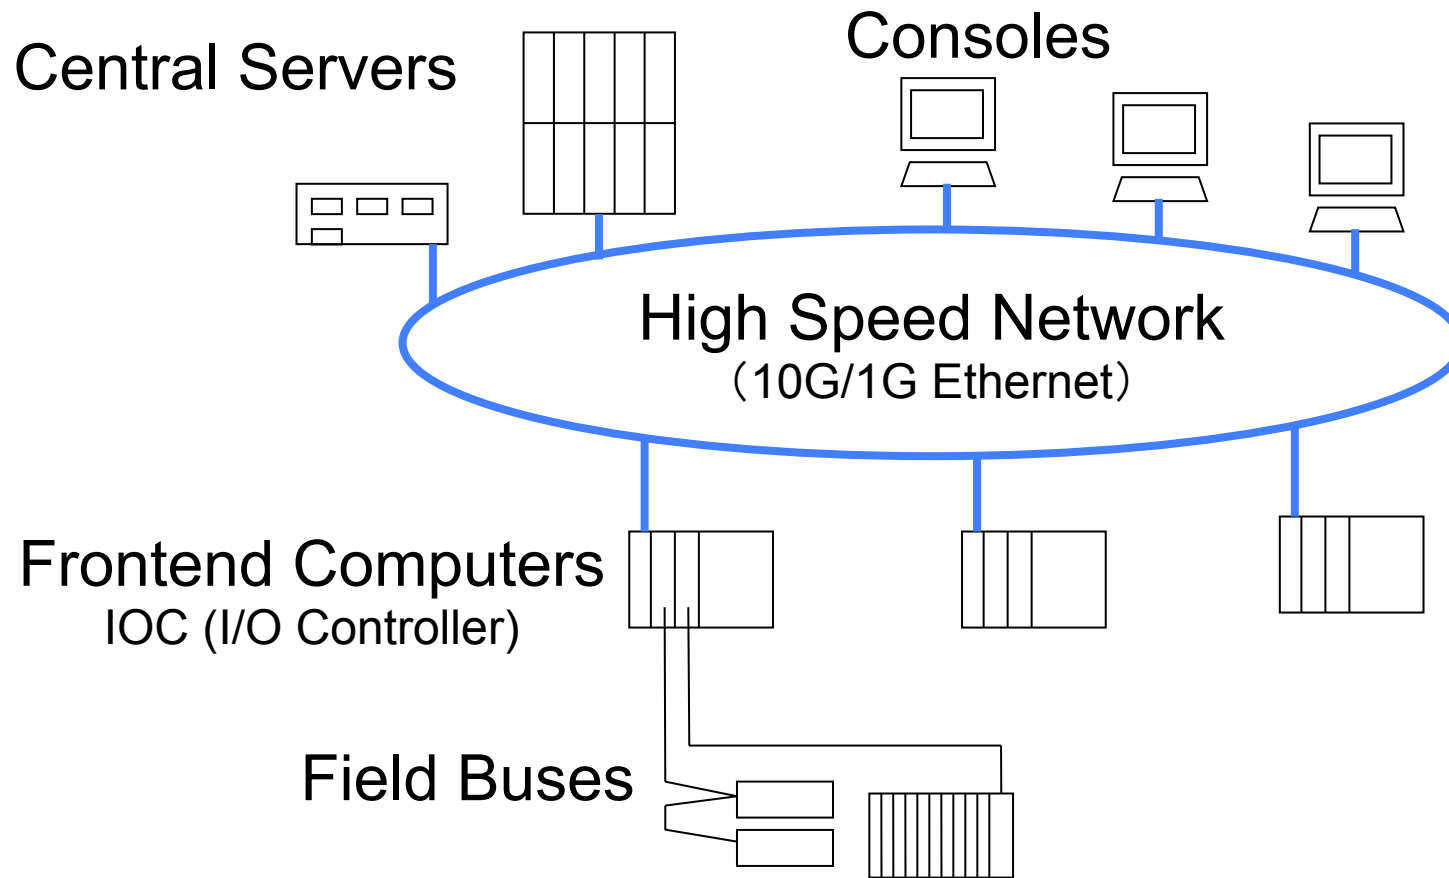 Central Servers
Consoles
High Speed Network
（10G/1G Ethernet）
Frontend Computers
IOC (I/O Controller)
Field Buses